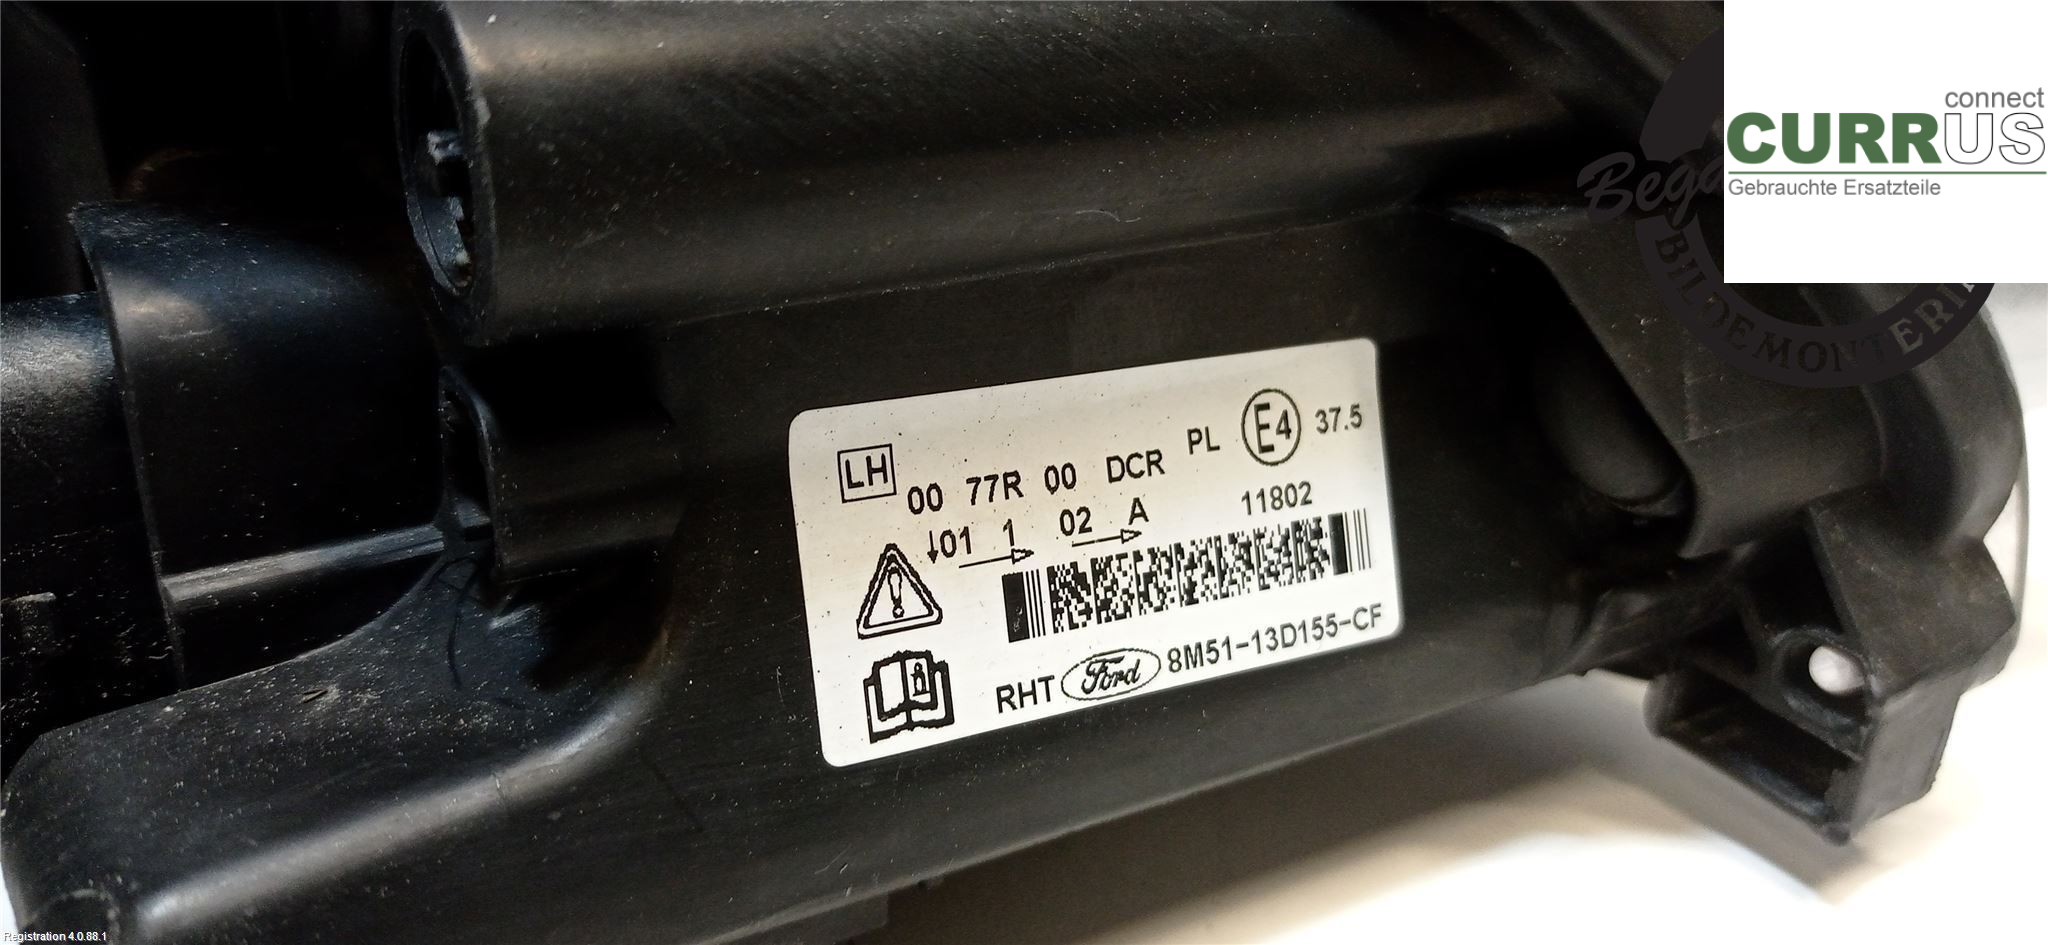 connect
CURRUS
Gebrauchte Ersatzteile
BILDEMONTERIN
LH 00 77R 00 DCR PL E4 37.5
↓01 1 02 A 11802
RHT Ford 8M51-13D155-CF
Registration 4.0.88.1